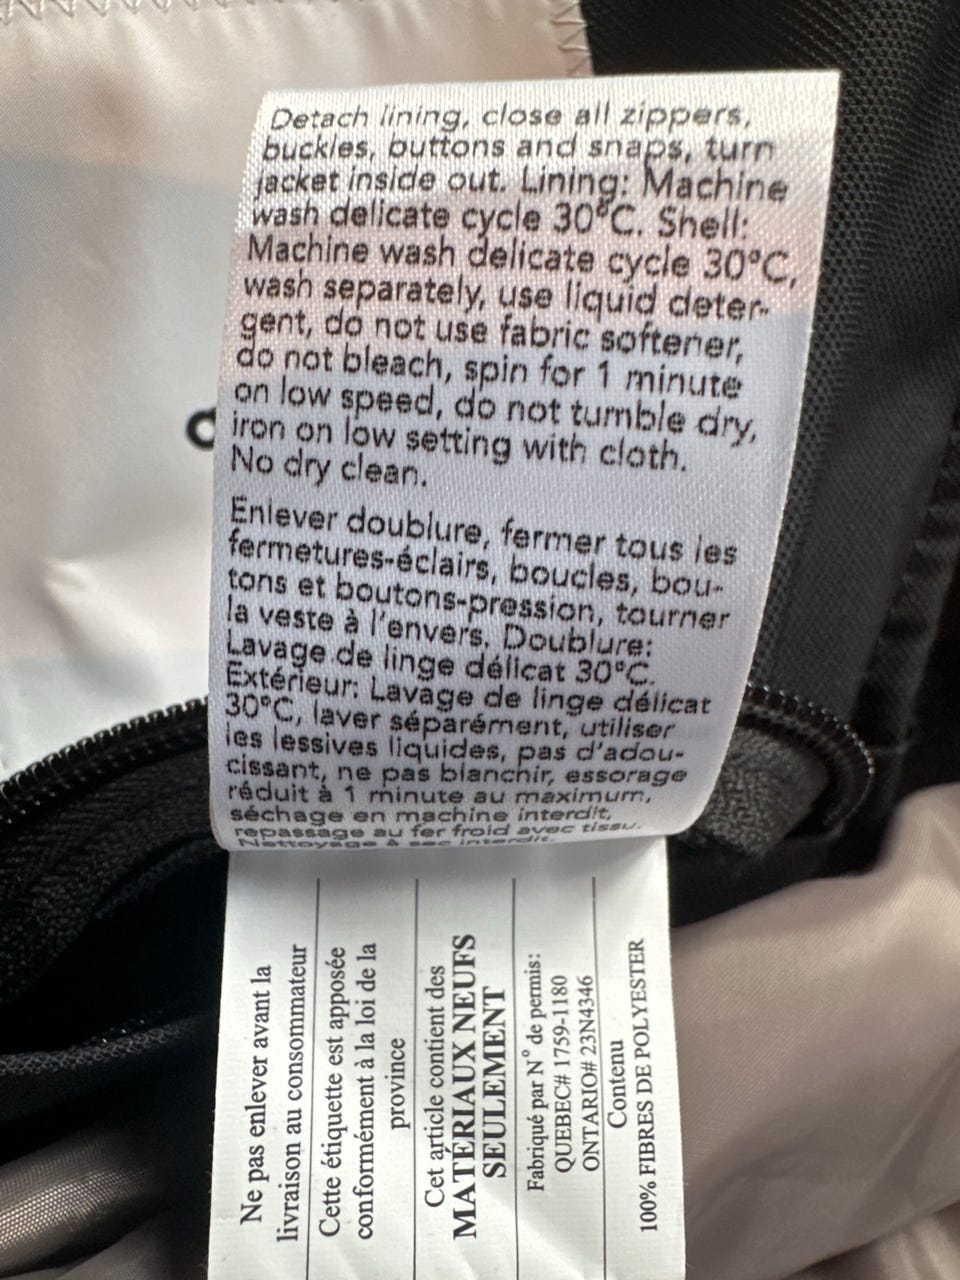 Detach lining, close all zippers,
buckles, buttons and snaps, turn
jacket inside out. Lining: Machine
wash delicate cycle 30°C. Shell:
Machine wash delicate cycle 30°C,
wash separately, use liquid deter-
gent, do not use fabric softener,
do not bleach, spin for 1 minute
on low speed, do not tumble dry,
iron on low setting with cloth.
No dry clean.
Enlever doublure, fermer tous les
fermetures-éclairs, boucles, bou-
tons et boutons-pression, tourner
la veste à l'envers. Doublure:
Lavage de linge délicat 30°C.
Extérieur: Lavage de linge délicat
30°C, laver séparément, utiliser
les lessives liquides, pas d'adou-
cissant, ne pas blanchir, essorage
réduit à 1 minute au maximum,
séchage en machine interdit,
repassage au fer froid avec tissu.
Nettoyage à sec interdit.
Ne pas enlever avant la
livraison au consommateur
Cette étiquette est apposée
conformément à la loi de la
province
Cet article contient des
MATÉRIAUX NEUFS
SEULEMENT
Fabriqué par N° de permis:
QUEBEC# 1759-1180
ONTARIO# 23N4346
Contenu
100% FIBRES DE POLYESTER